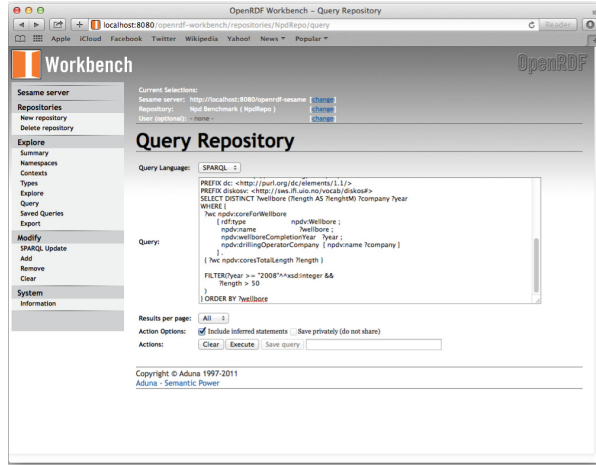 OpenRDF Workbench – Query Repository
localhost:8080/openrdf-workbench/repositories/NpdRepo/query
Reader
Apple iCloud Facebook Twitter Wikipedia Yahoo! News Popular
Workbench
OpenRDF
Sesame server
Repositories
New repository
Delete repository
Explore
Summary
Namespaces
Contexts
Types
Explore
Query
Saved Queries
Export
Modify
SPARQL Update
Add
Remove
Clear
System
Information
Current Selections:
Sesame server: http://localhost:8080/openrdf-sesame [change]
Repository: Npd Benchmark ( NpdRepo ) [change]
User (optional): - none - [change]
Query Repository
Query Language: SPARQL
Query:
PREFIX dc: <http://purl.org/dc/elements/1.1/>
PREFIX diskosv: <http://sws.ifi.uio.no/vocab/diskos#>
SELECT DISTINCT ?wellbore (?length AS ?lenghtM) ?company ?year
WHERE {
?wc npdv:coreForWellbore
[ rdf:type npdv:Wellbore ;
npdv:name ?wellbore ;
npdv:wellboreCompletionYear ?year ;
npdv:drillingOperatorCompany [ npdv:name ?company ]
] .
{ ?wc npdv:coresTotalLength ?length }
FILTER(?year >= "2008"^^xsd:integer &&
?length > 50
)
} ORDER BY ?wellbore
Results per page: All
Action Options: Include inferred statements Save privately (do not share)
Actions: Clear Execute Save query
Copyright © Aduna 1997-2011
Aduna - Semantic Power